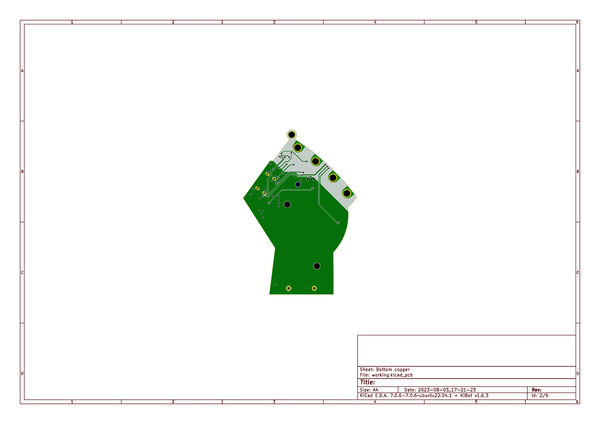 1 2 3 4 5 6
A A
B B
C C
D D
Sheet: Bottom copper
File: working.kicad_pcb
Title:
Size: A4 Date: 2023-08-03_17-21-23 Rev:
KiCad E.D.A. 7.0.6-7.0.6~ubuntu22.04.1 + KiBot v1.6.3 Id: 2/6
1 2 3 4 5 6